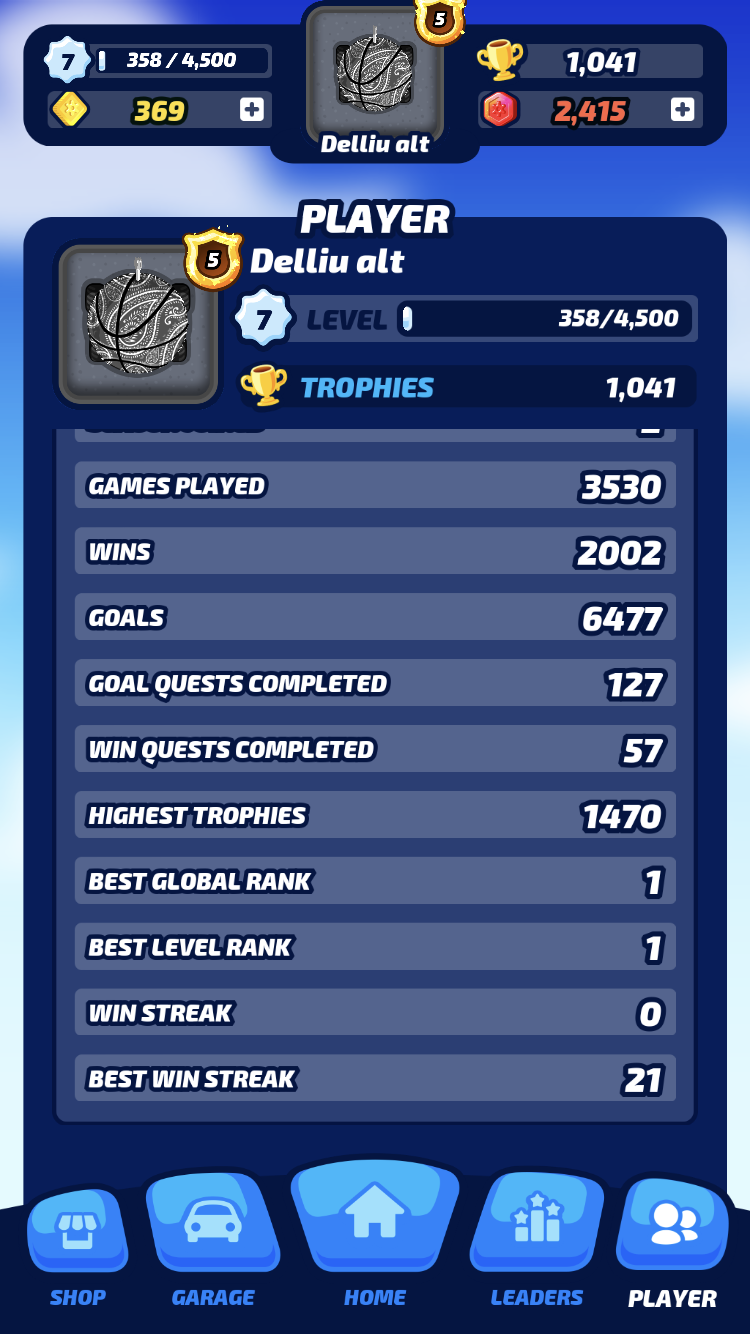 5
7 358 / 4,500 1,041
369 2,415
Delliu alt
PLAYER
5 Delliu alt
7 LEVEL 358/4,500
TROPHIES 1,041
GAMES PLAYED 3530
WINS 2002
GOALS 6477
GOAL QUESTS COMPLETED 127
WIN QUESTS COMPLETED 57
HIGHEST TROPHIES 1470
BEST GLOBAL RANK 1
BEST LEVEL RANK 1
WIN STREAK 0
BEST WIN STREAK 21
SHOP GARAGE HOME LEADERS PLAYER